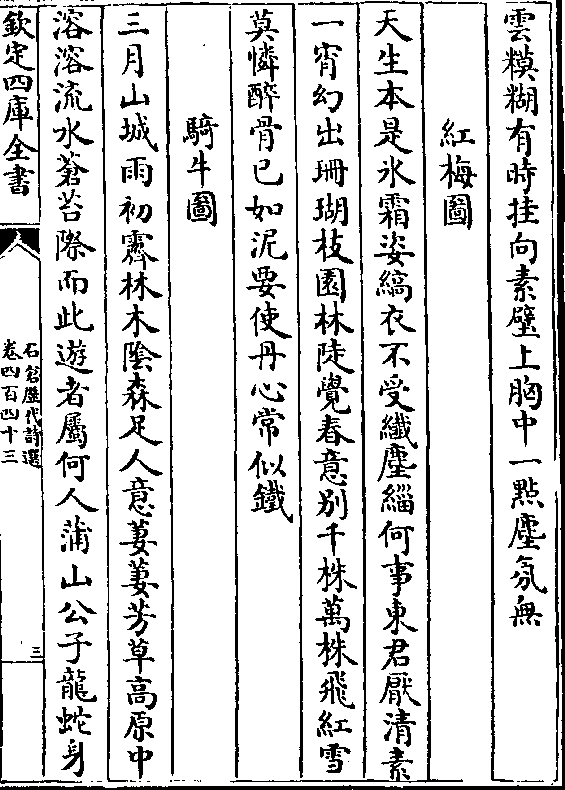 雲糢糊有時挂向素壁上胸中一點塵氛無
紅梅圖
天生本是氷霜姿縞衣不受纖塵緇何事東君厭清素
一宵幻出珊瑚枝園林陡覺春意别千株萬株飛紅雪
莫憐醉骨已如泥要使丹心常似鐵
騎牛圖
三月山城雨初霽林木陰森足人意萋萋芳草高原中
溶溶流水蒼苔際而此遊者屬何人蒲山公子龍蛇身
欽定四庫全書
石倉歴代詩選
卷四百四十三
三